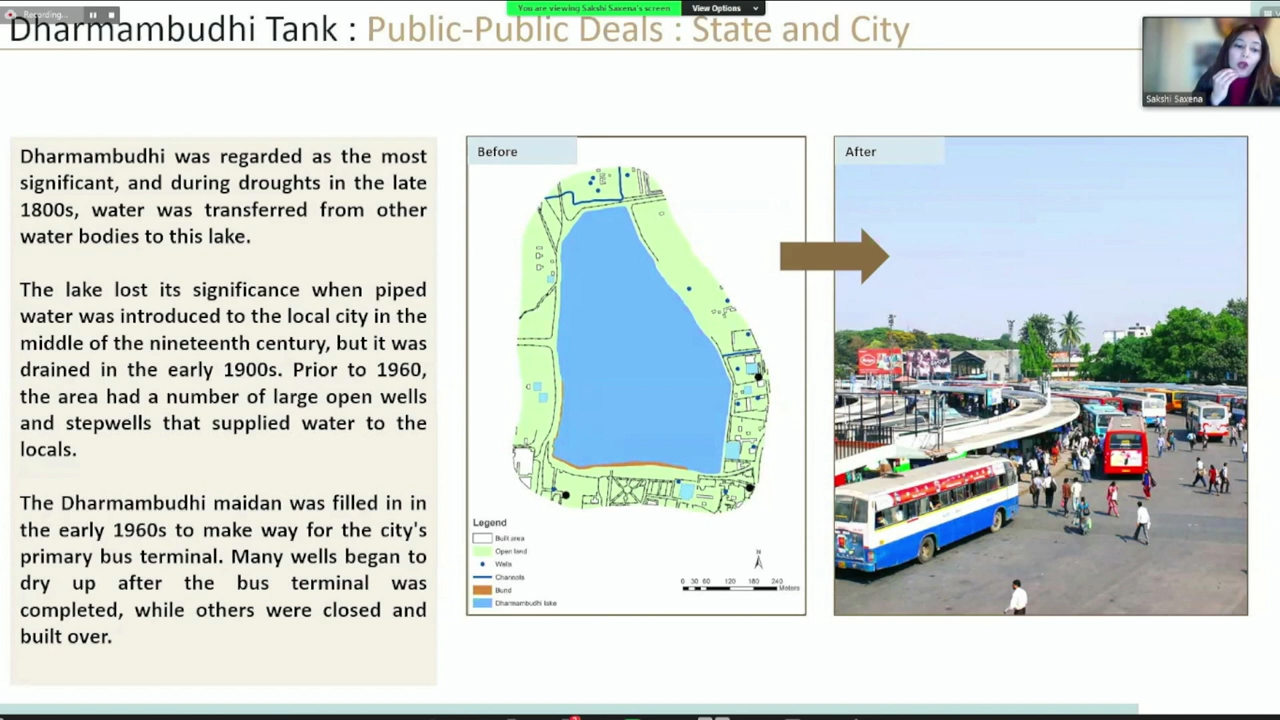 Recording...
You are viewing Sakshi Saxena's screen
View Options
Dharmambudhi Tank : Public-Public Deals : State and City
Sakshi Saxena
Dharmambudhi was regarded as the most
significant, and during droughts in the late
1800s, water was transferred from other
water bodies to this lake.
The lake lost its significance when piped
water was introduced to the local city in the
middle of the nineteenth century, but it was
drained in the early 1900s. Prior to 1960,
the area had a number of large open wells
and stepwells that supplied water to the
locals.
The Dharmambudhi maidan was filled in in
the early 1960s to make way for the city's
primary bus terminal. Many wells began to
dry up after the bus terminal was
completed, while others were closed and
built over.
Before
Legend
Built area
Open land
Wells
Channels
Bund
Dharmambudhi lake
N
0 30 60 120 180 240
Meters
After